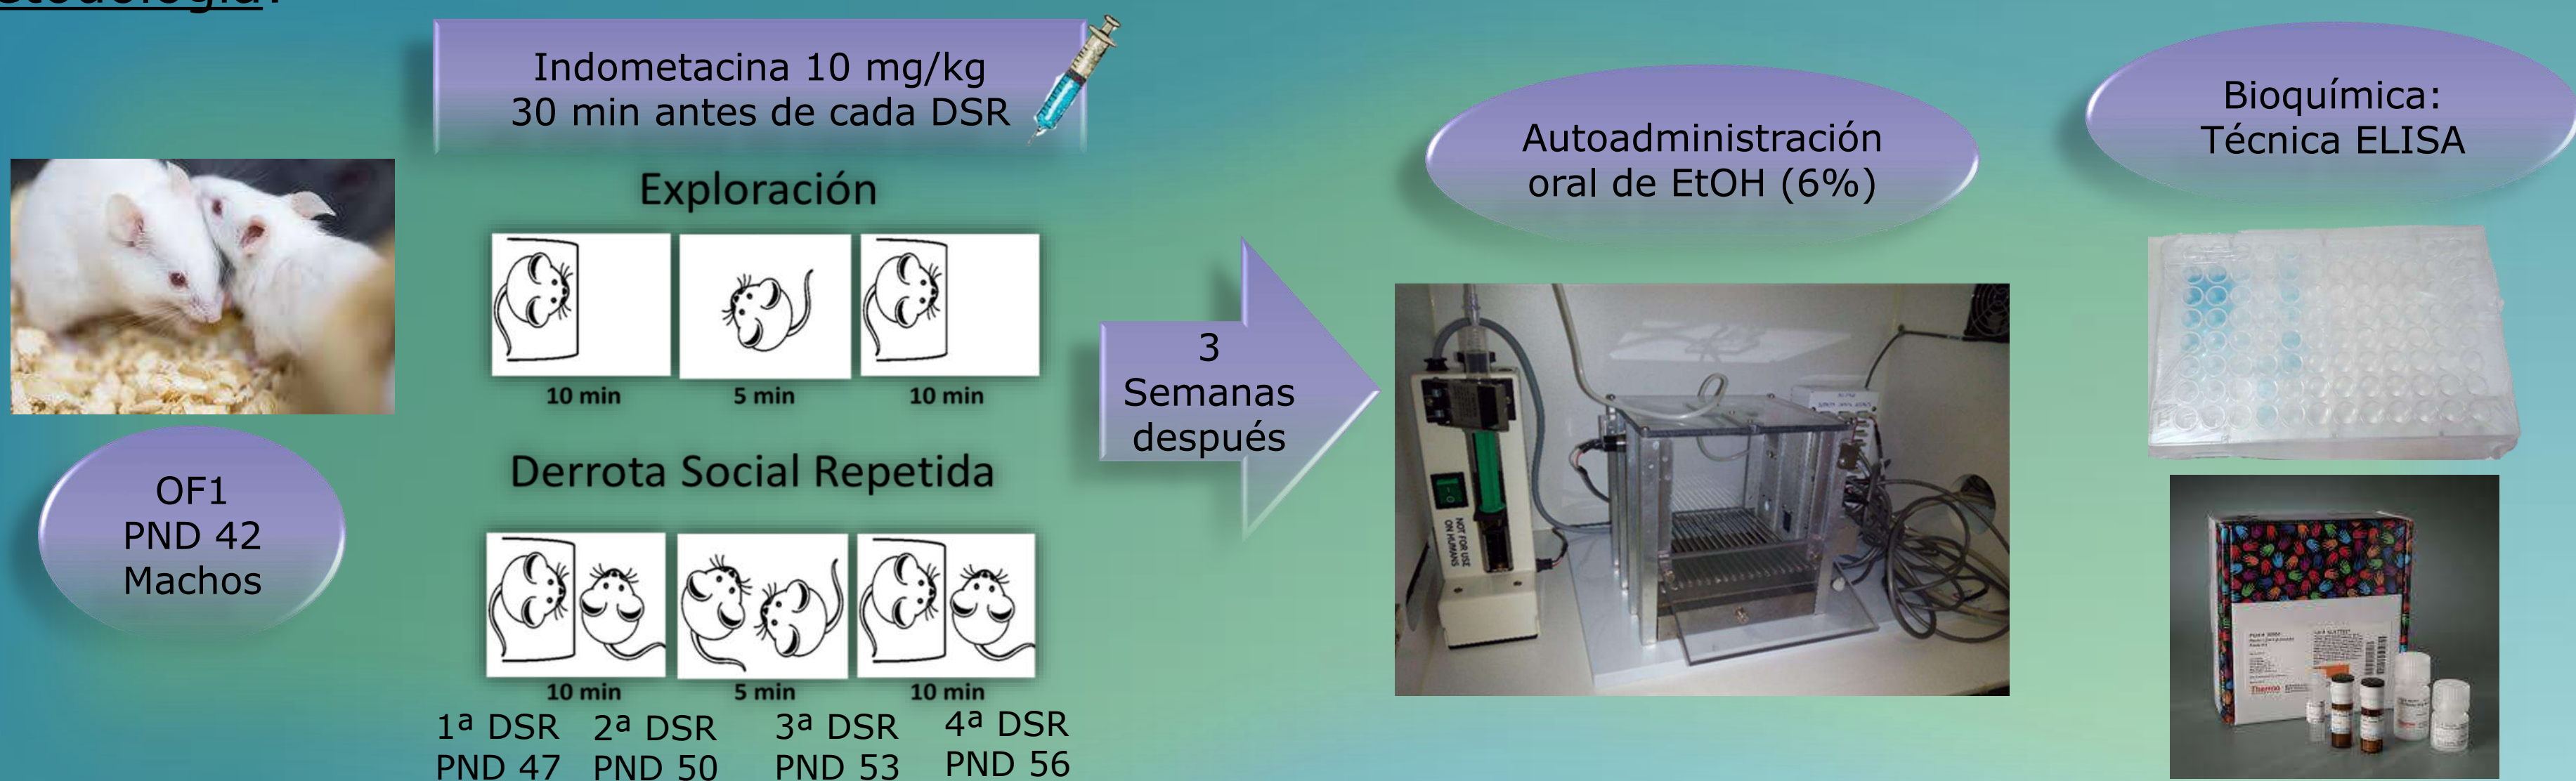 Indometacina 10 mg/kg
30 min antes de cada DSR
Exploración
10 min
5 min
10 min
OF1
PND 42
Machos
Derrota Social Repetida
10 min
5 min
10 min
1ª DSR
PND 47
2ª DSR
PND 50
3ª DSR
PND 53
4ª DSR
PND 56
3
Semanas
después
Autoadministración
oral de EtOH (6%)
NOT FOR USE
ON HUMANS
Bioquímica:
Técnica ELISA
Thermo